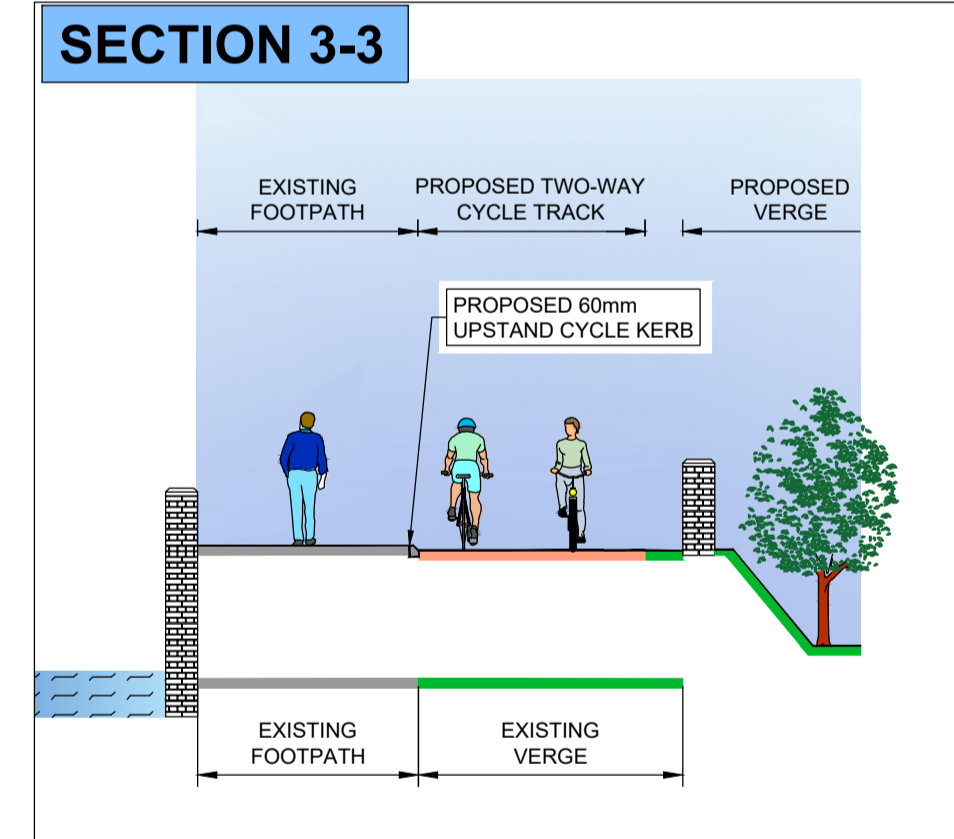 SECTION 3-3
EXISTING
FOOTPATH
PROPOSED TWO-WAY
CYCLE TRACK
PROPOSED
VERGE
PROPOSED 60mm
UPSTAND CYCLE KERB
EXISTING
FOOTPATH
EXISTING
VERGE